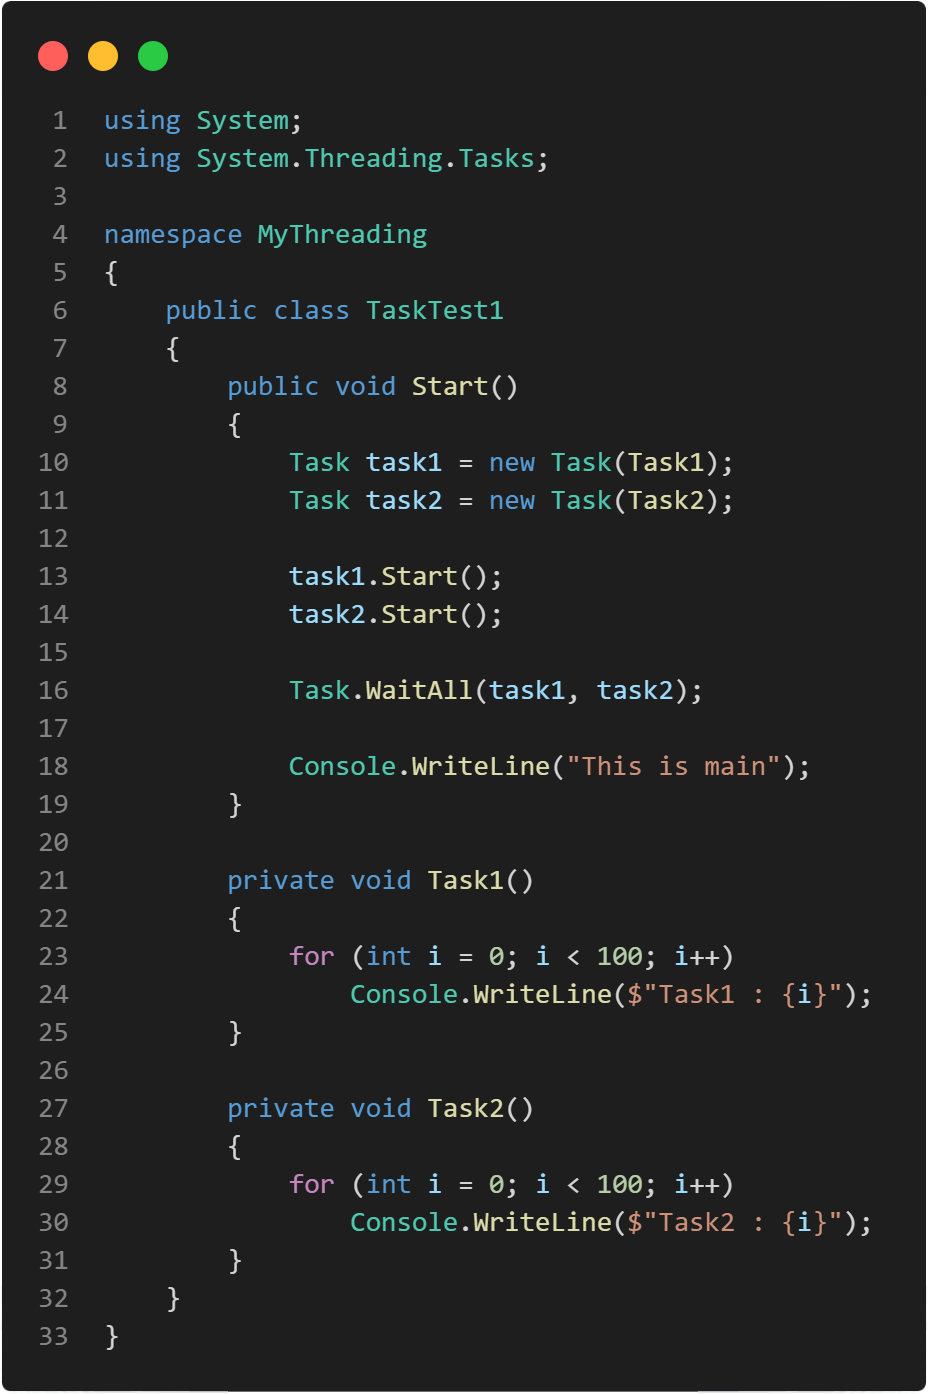 1 using System;
2 using System.Threading.Tasks;
3
4 namespace MyThreading
5 {
6     public class TaskTest1
7     {
8         public void Start()
9         {
10             Task task1 = new Task(Task1);
11             Task task2 = new Task(Task2);
12
13             task1.Start();
14             task2.Start();
15
16             Task.WaitAll(task1, task2);
17
18             Console.WriteLine("This is main");
19         }
20
21         private void Task1()
22         {
23             for (int i = 0; i < 100; i++)
24                 Console.WriteLine($"Task1 : {i}");
25         }
26
27         private void Task2()
28         {
29             for (int i = 0; i < 100; i++)
30                 Console.WriteLine($"Task2 : {i}");
31         }
32     }
33 }